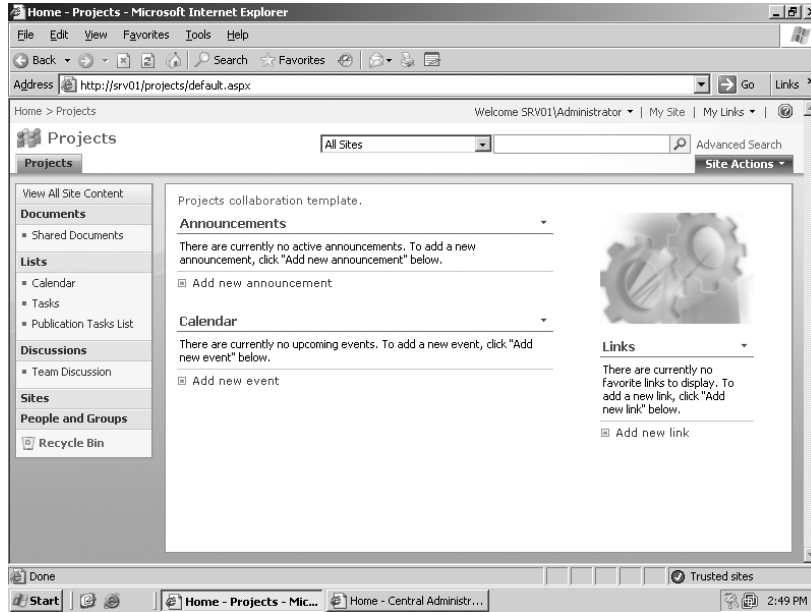 Home - Projects - Microsoft Internet Explorer
File Edit View Favorites Tools Help
Back Search Favorites
Address http://srv01/projects/default.aspx Go Links
Home > Projects Welcome SRV01\Administrator | My Site | My Links |
Projects All Sites Advanced Search
Projects Site Actions
View All Site Content
Documents
Shared Documents
Lists
Calendar
Tasks
Publication Tasks List
Discussions
Team Discussion
Sites
People and Groups
Recycle Bin
Projects collaboration template.
Announcements
There are currently no active announcements. To add a new
announcement, click "Add new announcement" below.
Add new announcement
Calendar
There are currently no upcoming events. To add a new event, click "Add
new event" below.
Add new event
Links
There are currently no
favorite links to display. To
add a new link, click "Add
new link" below.
Add new link
Done Trusted sites
Start Home - Projects - Mic... Home - Central Administr... 2:49 PM